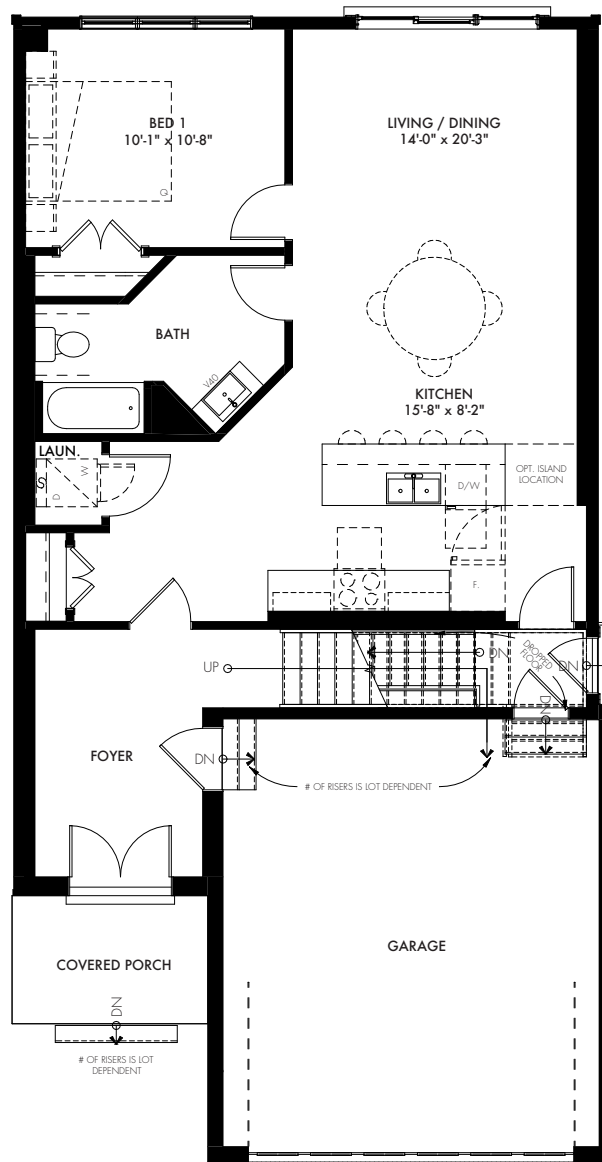 BED 1
10'-1" x 10'-8"
LIVING / DINING
14'-0" x 20'-3"
Q
BATH
V40
KITCHEN
15'-8" x 8'-2"
LAUN.
W
D
S
D/W
OPT. ISLAND
LOCATION
F.
UP
DN
DROPPED
FLOOR
DN
DN
FOYER
DN
# OF RISERS IS LOT DEPENDENT
GARAGE
COVERED PORCH
DN
# OF RISERS IS LOT
DEPENDENT